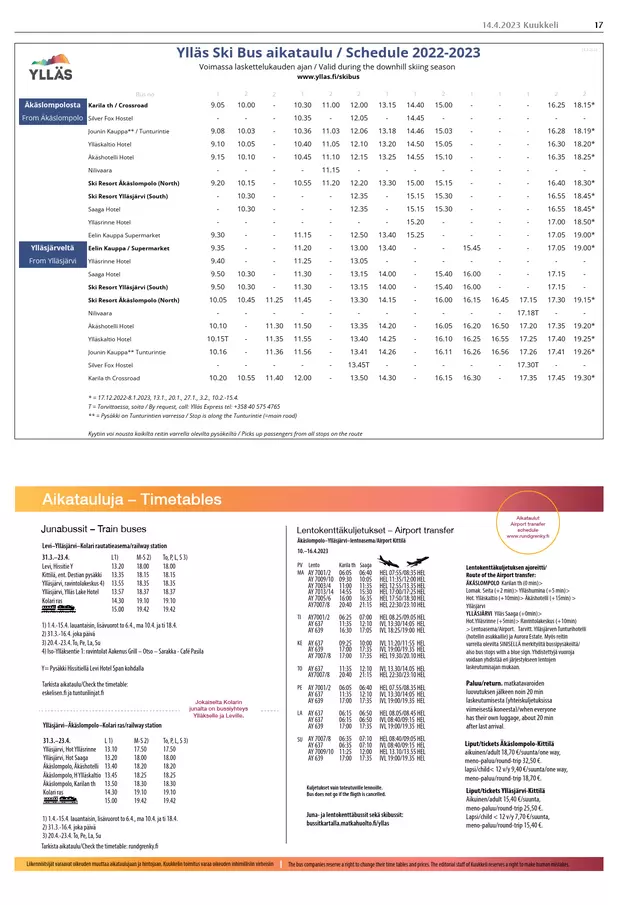 14.4.2023 Kuukkeli 17
YLLÄS
Ylläs Ski Bus aikataulu / Schedule 2022-2023
Voimassa laskettelukauden ajan / Valid during the downhill skiing season
www.yllas.fi/skibus
Bus no 1 2 2 1 2 2 1 1 2 1 1 1 2 2
Äkäslompolosta Karila th / Crossroad 9.05 10.00 - 10.30 11.00 12.00 13.15 14.40 15.00 - - - 16.25 18.15*
From Äkäslompolo Silver Fox Hostel - - - 10.35 - 12.05 - 14.45 - - - - - -
Jounin Kauppa** / Tunturintie 9.08 10.03 - 10.36 11.03 12.06 13.18 14.46 15.03 - - - 16.28 18.19*
Ylläskaltio Hotel 9.10 10.05 - 10.40 11.05 12.10 13.20 14.50 15.05 - - - 16.30 18.20*
Äkäshotelli Hotel 9.15 10.10 - 10.45 11.10 12.15 13.25 14.55 15.10 - - - 16.35 18.25*
Nilivaara - - - - 11.15 - - - - - - - - -
Ski Resort Äkäslompolo (North) 9.20 10.15 - 10.55 11.20 12.20 13.30 15.00 15.15 - - - 16.40 18.30*
Ski Resort Ylläsjärvi (South) - 10.30 - - - 12.35 - 15.15 15.30 - - - 16.55 18.45*
Saaga Hotel - 10.30 - - - 12.35 - 15.15 15.30 - - - 16.55 18.45*
Ylläsrinne Hotel - - - - - - - 15.20 - - - - 17.00 18.50*
Eelin Kauppa Supermarket 9.30 - - 11.15 - 12.50 13.40 15.25 - - - - 17.05 19.00*
Ylläsjärveltä Eelin Kauppa / Supermarket 9.35 - - 11.20 - 13.00 13.40 - - 15.45 - - 17.05 19.00*
From Ylläsjärvi Ylläsrinne Hotel 9.40 - - 11.25 - 13.05 - - - - - - - -
Saaga Hotel 9.50 10.30 - 11.30 - 13.15 14.00 - 15.40 16.00 - - 17.15 -
Ski Resort Ylläsjärvi (South) 9.50 10.30 - 11.30 - 13.15 14.00 - 15.40 16.00 - - 17.15 -
Ski Resort Äkäslompolo (North) 10.05 10.45 11.25 11.45 - 13.30 14.15 - 16.00 16.15 16.45 17.15 17.30 19.15*
Nilivaara - - - - - - - - - - - 17.18T - -
Äkäshotelli Hotel 10.10 - 11.30 11.50 - 13.35 14.20 - 16.05 16.20 16.50 17.20 17.35 19.20*
Ylläskaltio Hotel 10.15T - 11.35 11.55 - 13.40 14.25 - 16.10 16.25 16.55 17.25 17.40 19.25*
Jounin Kauppa** Tunturintie 10.16 - 11.36 11.56 - 13.41 14.26 - 16.11 16.26 16.56 17.26 17.41 19.26*
Silver Fox Hostel - - - - - 13.45T - - - - - 17.30T - -
Karila th Crossroad 10.20 10.55 11.40 12.00 - 13.50 14.30 - 16.15 16.30 - 17.35 17.45 19.30*
* = 17.12.2022-8.1.2023, 13.1., 20.1., 27.1., 3.2., 10.2.-15.4.
T = Tarvittaessa, soita / By request, call: Ylläs Express tel: +358 40 575 4765
** = Pysäkki on Tunturintien varressa / Stop is along the Tunturintie (=main road)
Kyytiin voi nousta kaikilta reitin varrella olevilta pysäkeiltä / Picks up passengers from all stops on the route
Aikatauluja – Timetables
Aikataulut
Airport transfer
schedule
www.rundgrenky.fi
Junabussit – Train buses
Levi–Ylläsjärvi–Kolari rautatieasema/railway station
31.3.–23.4. L1) M-S 2) To, P, L, S 3)
Levi, Hissitie Y 13.20 18.00 18.00
Kittilä, ent. Destian pysäkki 13.35 18.15 18.15
Ylläsjärvi, ravintolakeskus 4) 13.55 18.35 18.35
Ylläsjärvi, Ylläs Lake Hotel 13.57 18.37 18.37
Kolari ras 14.30 19.10 19.10
15.00 19.42 19.42
1) 1.4.-15.4. lauantaisin, lisävuorot to 6.4., ma 10.4. ja ti 18.4.
2) 31.3.-16.4. joka päivä
3) 20.4.-23.4. To, Pe, La, Su
4) Iso-Ylläksentie 1: ravintolat Aakenus Grill – Otso – Sarakka - Café Pasila
Y= Pysäkki Hissitellä Levi Hotel Span kohdalla
Tarkista aikataulu/Check the timetable:
eskelisen.fi ja tunturilinjat.fi
Jokaiselta Kolarin
junalta on bussiyhteys
Ylläkselle ja Leville.
Ylläsjärvi–Äkäslompolo–Kolari ras/railway station
31.3.–23.4. L 1) M-S 2) To, P, L, S 3)
Ylläsjärvi, Hot Yllärinne 13.10 17.50 17.50
Ylläsjärvi, Hot Saaga 13.20 18.00 18.00
Äkäslompolo, Äkäshotelli 13.40 18.20 18.20
Äkäslompolo, H Ylläskaltio 13.45 18.25 18.25
Äkäslompolo, Karilan th 13.50 18.30 18.30
Kolari ras 14.30 19.10 19.10
15.00 19.42 19.42
1) 1.4.-15.4. lauantaisin, lisävuorot to 6.4., ma 10.4. ja ti 18.4.
2) 31.3.-16.4. joka päivä
3) 20.4.-23.4. To, Pe, La, Su
Tarkista aikataulu/Check the timetable: rundgrenky.fi
Lentokenttäkuljetukset – Airport transfer
Äkäslompolo–Ylläsjärvi–lentoasema/airport Kittilä
10.–16.4.2023
PV Lento Karila th Saaga
MA AY 7001/2 06:05 06:40 HEL 07:55/08:35 HEL
AY 7009/10 09:30 10:05 HEL 11:35/12:00 HEL
AY 7003/4 11:00 11:35 HEL 12:55/13:35 HEL
AY 7013/14 14:55 15:30 HEL 17:00/17:25 HEL
AY 7005/6 16:00 16:35 HEL 17:50/18:30 HEL
AY 7007/8 20:40 21:15 HEL 22:30/23:10 HEL
TI AY 7001/2 06:25 07:00 HEL 08:25/09:05 HEL
AY 637 11:35 12:10 IVL 13:30/14:05 HEL
AY 639 16:30 17:05 IVL 18:25/19:00 HEL
KE AY 637 09:25 10:00 IVL 11:20/11:55 HEL
AY 639 17:00 17:35 IVL 19:00/19:35 HEL
AY 7007/8 17:00 17:35 HEL 19.30/20.10 HEL
TO AY 637 11:35 12:10 IVL 13:30/14:05 HEL
AY 7007/8 20:40 21:15 HEL 22:30/23:10 HEL
PE AY 7001/2 06:05 06:40 HEL 07:55/08:35 HEL
AY 637 11:35 12:10 IVL 13:30/14:05 HEL
AY 639 17:00 17:35 IVL 19:00/19:35 HEL
LA AY 637 06:15 06:50 HEL 08.05/08:45 HEL
AY 637 06:15 06:50 IVL 08:40/09:15 HEL
AY 639 17:00 17:35 IVL 19:00/19:35 HEL
SU AY 7007/8 06:35 07:10 HEL 08:40/09:05 HEL
AY 637 06:35 07:10 IVL 08:40/09:15 HEL
AY 7009/10 11:25 12:00 HEL 13.10/13:55 HEL
AY 639 17:00 17:35 IVL 19:00/19:35 HEL
Kuljetukset vain toteutuville lennoille.
Bus does not go if the fligth is cancelled.
Juna- ja lentokenttäbussit sekä skibussit:
bussitkartalla.matkahuolto.fi/yllas
Lentokenttäkuljetuksen ajoreitti/
Route of the Airport transfer:
ÄKÄSLOMPOLO Karilan th (0 min)>
Lomak. Seita (+2 min)> Ylläshumina (+5 min)>
Hot. Ylläskaltio (+10min)> Äkäshotelli (+15min) >
Ylläsjärvi
YLLÄSJÄRVI Ylläs Saaga (+0min)>
Hot.Yllärinne (+5min)> Ravintolakeskus (+10min)
> Lentoasema/Airport. Tarvitt. Ylläsjärven Tunturihotelli
(hotellin asiakkaille) ja Aurora Estate. Myös reitin
varrella olevilta SINISELLÄ merkityiltä bussipysäkeiltä/
also bus stops with a blue sign. Yhdistettyjä vuoroja
voidaan yhdistää eri järjestykseen lentojen
laskeutumisajan mukaan.
Paluu/return. matkatavaroiden
luovutuksen jälkeen noin 20 min
laskeutumisesta (yhteiskuljetuksissa
viimeisestä koneesta)/when everyone
has their own luggage, about 20 min
after last arrival.
Liput/tickets Äkäslompolo-Kittilä
aikuinen/adult 18,70 €/suunta/one way,
meno-paluu/round-trip 32,50 €.
lapsi/child< 12 v/y 9,40 €/suunta/one way,
meno-paluu/round-trip 18,70 €.
Liput/tickets Ylläsjärvi-Kittilä
Aikuinen/adult 15,40 €/suunta,
meno-paluu/round-trip 25,50 €.
Lapsi/child < 12 v/y 7,70 €/suunta,
meno-paluu/round-trip 15,40 €.
Liikennöitsijät varaavat oikeuden muuttaa aikataulujaan ja hintojaan. Kuukkelin toimitus varaa oikeuden inhimillisiin virheisiin | The bus companies reserve a right to change their time tables and prices. The editorial staff of Kuukkeli reserves a right to make human mistakes.